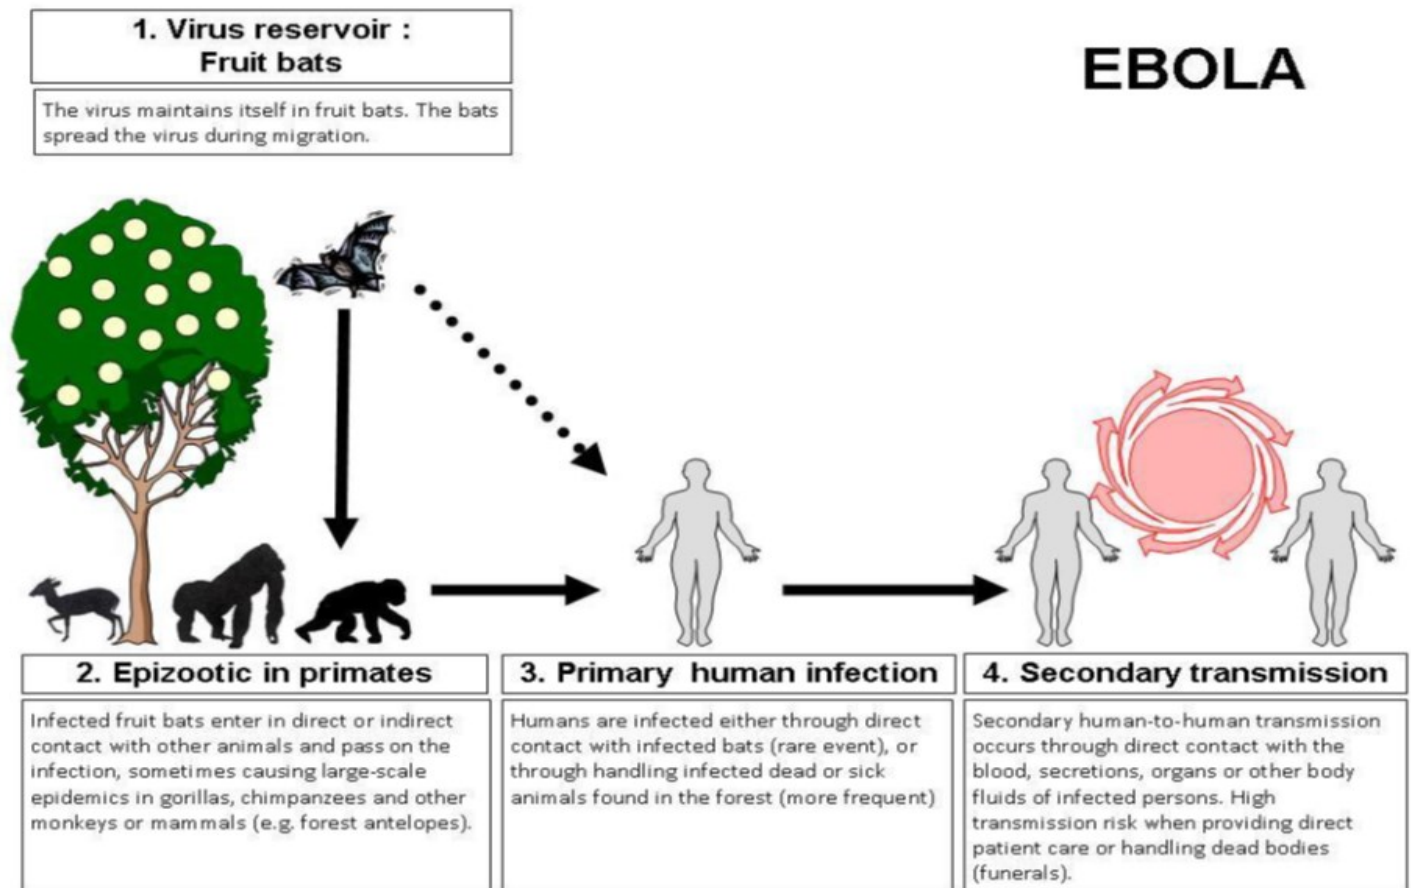 1. Virus reservoir :
Fruit bats
The virus maintains itself in fruit bats. The bats
spread the virus during migration.
EBOLA
2. Epizootic in primates
Infected fruit bats enter in direct or indirect
contact with other animals and pass on the
infection, sometimes causing large-scale
epidemics in gorillas, chimpanzees and other
monkeys or mammals (e.g. forest antelopes).
3. Primary human infection
Humans are infected either through direct
contact with infected bats (rare event), or
through handling infected dead or sick
animals found in the forest (more frequent)
4. Secondary transmission
Secondary human-to-human transmission
occurs through direct contact with the
blood, secretions, organs or other body
fluids of infected persons. High
transmission risk when providing direct
patient care or handling dead bodies
(funerals).